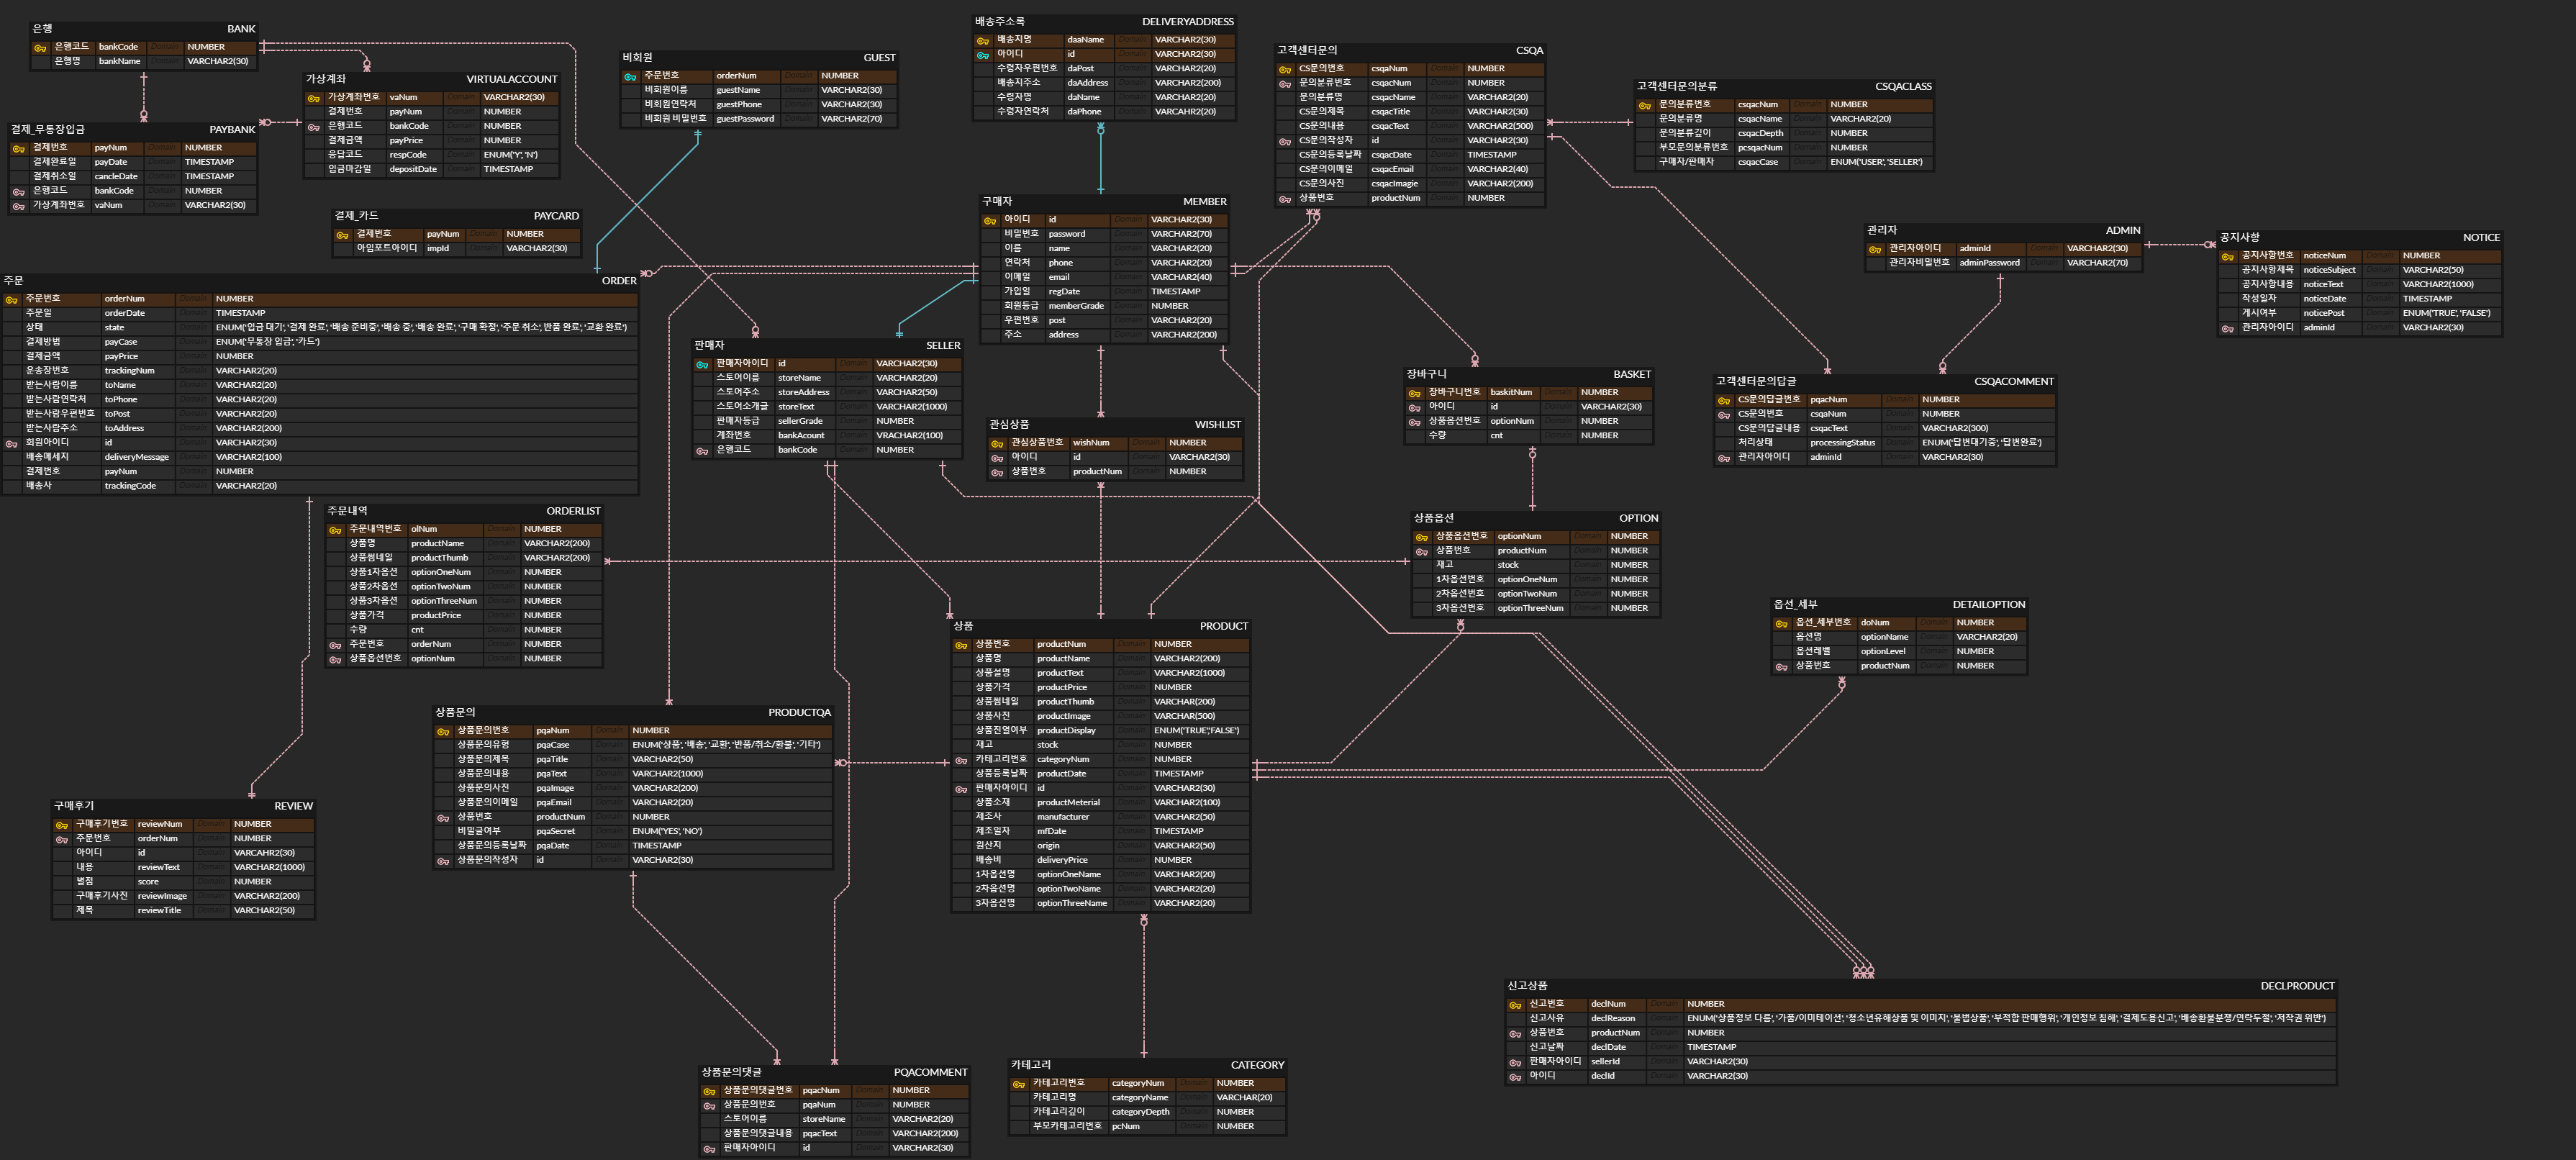 은행 BANK
은행코드 bankCode Domain NUMBER
은행명 bankName Domain VARCHAR2(30)
가상계좌 VIRTUALACCOUNT
가상계좌번호 vaNum Domain VARCHAR2(30)
결제번호 payNum Domain NUMBER
은행코드 bankCode Domain NUMBER
결제금액 payPrice Domain NUMBER
응답코드 respCode Domain ENUM('Y', 'N')
입금마감일 depositDate Domain TIMESTAMP
결제_무통장입금 PAYBANK
결제번호 payNum Domain NUMBER
결제완료일 payDate Domain TIMESTAMP
결제취소일 cancleDate Domain TIMESTAMP
은행코드 bankCode Domain NUMBER
가상계좌번호 vaNum Domain VARCHAR2(30)
결제_카드 PAYCARD
결제번호 payNum Domain NUMBER
아임포트아이디 impId Domain VARCHAR2(30)
비회원 GUEST
주문번호 orderNum Domain NUMBER
비회원이름 guestName Domain VARCHAR2(30)
비회원연락처 guestPhone Domain VARCHAR2(30)
비회원 비밀번호 guestPassword Domain VARCHAR2(70)
배송주소록 DELIVERYADDRESS
배송지명 daaName Domain VARCHAR2(30)
아이디 id Domain VARCHAR2(30)
수령자우편번호 daPost Domain VARCHAR2(20)
배송지주소 daAddress Domain VARCHAR2(200)
수령자명 daName Domain VARCHAR2(20)
수령자연락처 daPhone Domain VARCAHR2(20)
고객센터문의 CSQA
CS문의번호 csqaNum Domain NUMBER
문의분류번호 csqacNum Domain NUMBER
문의분류명 csqacName Domain VARCHAR2(20)
CS문의제목 csqacTitle Domain VARCHAR2(30)
CS문의내용 csqacText Domain VARCHAR2(500)
CS문의작성자 id Domain VARCHAR2(30)
CS문의등록날짜 csqacDate Domain TIMESTAMP
CS문의이메일 csqacEmail Domain VARCHAR2(40)
CS문의사진 csqacImagie Domain VARCHAR2(200)
상품번호 productNum Domain NUMBER
고객센터문의분류 CSQACLASS
문의분류번호 csqacNum Domain NUMBER
문의분류명 csqacName Domain VARCHAR2(20)
문의분류깊이 csqacDepth Domain NUMBER
부모문의분류번호 pcsqacNum Domain NUMBER
구매자/판매자 csqacCase Domain ENUM('USER', 'SELLER')
구매자 MEMBER
아이디 id Domain VARCHAR2(30)
비밀번호 password Domain VARCHAR2(70)
이름 name Domain VARCHAR2(20)
연락처 phone Domain VARCHAR2(20)
이메일 email Domain VARCHAR2(40)
가입일 regDate Domain TIMESTAMP
회원등급 memberGrade Domain NUMBER
우편번호 post Domain VARCHAR2(20)
주소 address Domain VARCHAR2(200)
관리자 ADMIN
관리자아이디 adminId Domain VARCHAR2(30)
관리자비밀번호 adminPassword Domain VARCHAR2(70)
공지사항 NOTICE
공지사항번호 noticeNum Domain NUMBER
공지사항제목 noticeSubject Domain VARCHAR2(50)
공지사항내용 noticeText Domain VARCHAR2(1000)
작성일자 noticeDate Domain TIMESTAMP
게시여부 noticePost Domain ENUM('TRUE', 'FALSE')
관리자아이디 adminId Domain VARCHAR2(30)
주문 ORDER
주문번호 orderNum Domain NUMBER
주문일 orderDate Domain TIMESTAMP
상태 state Domain ENUM('입금 대기', '결제 완료', '배송 준비중', '배송 중', '배송 완료', '구매 확정', '주문 취소', 반품 완료', '교환 완료')
결제방법 payCase Domain ENUM('무통장 입금', '카드')
결제금액 payPrice Domain NUMBER
운송장번호 trackingNum Domain VARCHAR2(20)
받는사람이름 toName Domain VARCHAR2(20)
받는사람연락처 toPhone Domain VARCHAR2(20)
받는사람우편번호 toPost Domain VARCHAR2(20)
받는사람주소 toAddress Domain VARCHAR2(200)
회원아이디 id Domain VARCHAR2(30)
배송메세지 deliveryMessage Domain VARCHAR2(100)
결제번호 payNum Domain NUMBER
배송사 trackingCode Domain VARCHAR2(20)
판매자 SELLER
판매자아이디 id Domain VARCHAR2(30)
스토어이름 storeName Domain VARCHAR2(20)
스토어주소 storeAddress Domain VARCHAR2(50)
스토어소개글 storeText Domain VARCHAR2(1000)
판매자등급 sellerGrade Domain NUMBER
계좌번호 bankAcount Domain VRACHAR2(100)
은행코드 bankCode Domain NUMBER
장바구니 BASKET
장바구니번호 baskitNum Domain NUMBER
아이디 id Domain VARCHAR2(30)
상품옵션번호 optionNum Domain NUMBER
수량 cnt Domain NUMBER
고객센터문의답글 CSQACOMMENT
CS문의답글번호 pqacNum Domain NUMBER
CS문의번호 csqaNum Domain NUMBER
CS문의답글내용 csqacText Domain VARCHAR2(300)
처리상태 processingStatus Domain ENUM('답변대기중', '답변완료')
관리자아이디 adminId Domain VARCHAR2(30)
관심상품 WISHLIST
관심상품번호 wishNum Domain NUMBER
아이디 id Domain VARCHAR2(30)
상품번호 productNum Domain NUMBER
주문내역 ORDERLIST
주문내역번호 olNum Domain NUMBER
상품명 productName Domain VARCHAR2(200)
상품썸네일 productThumb Domain VARCHAR2(200)
상품1차옵션 optionOneNum Domain NUMBER
상품2차옵션 optionTwoNum Domain NUMBER
상품3차옵션 optionThreeNum Domain NUMBER
상품가격 productPrice Domain NUMBER
수량 cnt Domain NUMBER
주문번호 orderNum Domain NUMBER
상품옵션번호 optionNum Domain NUMBER
상품옵션 OPTION
상품옵션번호 optionNum Domain NUMBER
상품번호 productNum Domain NUMBER
재고 stock Domain NUMBER
1차옵션번호 optionOneNum Domain NUMBER
2차옵션번호 optionTwoNum Domain NUMBER
3차옵션번호 optionThreeNum Domain NUMBER
옵션_세부 DETAILOPTION
옵션_세부번호 doNum Domain NUMBER
옵션명 optionName Domain VARCHAR2(20)
옵션레벨 optionLevel Domain NUMBER
상품번호 productNum Domain NUMBER
상품 PRODUCT
상품번호 productNum Domain NUMBER
상품명 productName Domain VARCHAR2(200)
상품설명 productText Domain VARCHAR2(1000)
상품가격 productPrice Domain NUMBER
상품썸네일 productThumb Domain VARCHAR(200)
상품사진 productImage Domain VARCHAR(500)
상품진열여부 productDisplay Domain ENUM('TRUE','FALSE')
재고 stock Domain NUMBER
카테고리번호 categoryNum Domain NUMBER
상품등록날짜 productDate Domain TIMESTAMP
판매자아이디 id Domain VARCHAR2(30)
상품소재 productMeterial Domain VARCHAR2(100)
제조사 manufacturer Domain VARCHAR2(50)
제조일자 mfDate Domain TIMESTAMP
원산지 origin Domain VARCHAR2(50)
배송비 deliveryPrice Domain NUMBER
1차옵션명 optionOneName Domain VARCHAR2(20)
2차옵션명 optionTwoName Domain VARCHAR2(20)
3차옵션명 optionThreeName Domain VARCHAR2(20)
상품문의 PRODUCTQA
상품문의번호 pqaNum Domain NUMBER
상품문의유형 pqaCase Domain ENUM('상품', '배송', '교환', '반품/취소/환불', '기타')
상품문의제목 pqaTitle Domain VARCHAR2(50)
상품문의내용 pqaText Domain VARCHAR2(1000)
상품문의사진 pqaImage Domain VARCHAR2(200)
상품문의이메일 pqaEmail Domain VARCHAR2(20)
상품번호 productNum Domain NUMBER
비밀글여부 pqaSecret Domain ENUM('YES', 'NO')
상품문의등록날짜 pqaDate Domain TIMESTAMP
상품문의작성자 id Domain VARCHAR2(30)
구매후기 REVIEW
구매후기번호 reviewNum Domain NUMBER
주문번호 orderNum Domain NUMBER
아이디 id Domain VARCAHR2(30)
내용 reviewText Domain VARCHAR2(1000)
별점 score Domain NUMBER
구매후기사진 reviewImage Domain VARCHAR2(200)
제목 reviewTitle Domain VARCHAR2(50)
신고상품 DECLPRODUCT
신고번호 declNum Domain NUMBER
신고사유 declReason Domain ENUM('상품정보 다름', '가품/이미테이션', '청소년유해상품 및 이미지', '불법상품', '부적합 판매행위', '개인정보 침해', '결제도용신고', '배송환불분쟁/연락두절', '저작권 위반')
상품번호 productNum Domain NUMBER
신고날짜 declDate Domain TIMESTAMP
판매자아이디 sellerId Domain VARCHAR2(30)
아이디 declId Domain VARCHAR2(30)
상품문의댓글 PQACOMMENT
상품문의댓글번호 pqacNum Domain NUMBER
상품문의번호 pqaNum Domain NUMBER
스토어이름 storeName Domain VARCHAR2(20)
상품문의댓글내용 pqacText Domain VARCHAR2(200)
판매자아이디 id Domain VARCHAR2(30)
카테고리 CATEGORY
카테고리번호 categoryNum Domain NUMBER
카테고리명 categoryName Domain VARCHAR(20)
카테고리깊이 categoryDepth Domain NUMBER
부모카테고리번호 pcNum Domain NUMBER